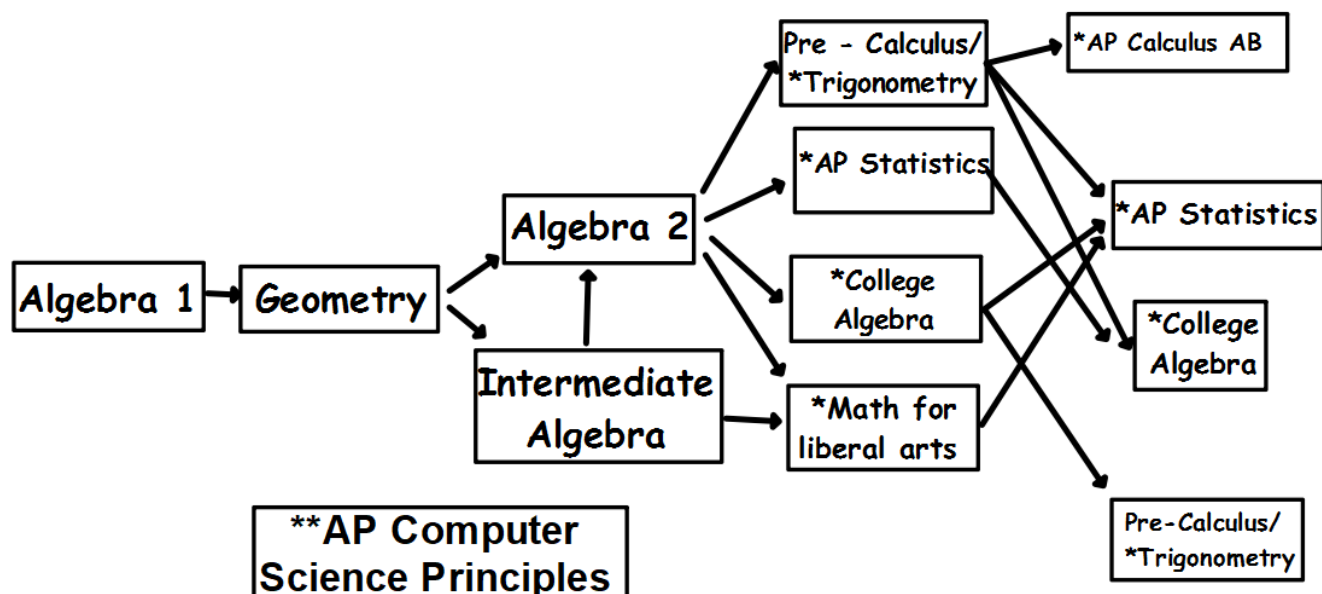 Algebra 1
Geometry
Algebra 2
Intermediate
Algebra
Pre - Calculus/
*Trigonometry
*AP Statistics
*College
Algebra
*Math for
liberal arts
*AP Calculus AB
*AP Statistics
*College
Algebra
Pre-Calculus/
*Trigonometry
**AP Computer
Science Principles